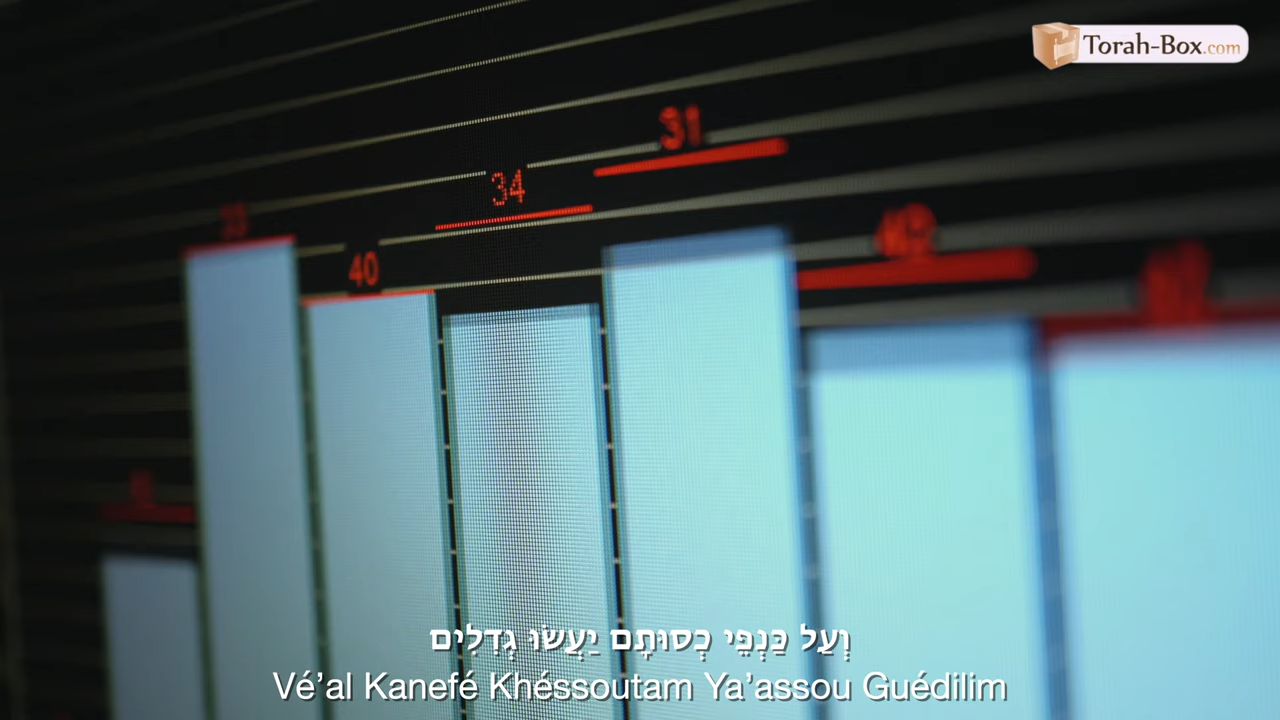 Torah-Box.com
31
34
40
וְעַל כַּנְפֵי כְסוּתָם יַעֲשׂוּ גְדִלִים
Vé’al Kanefé Khéssoutam Ya’assou Guédilim